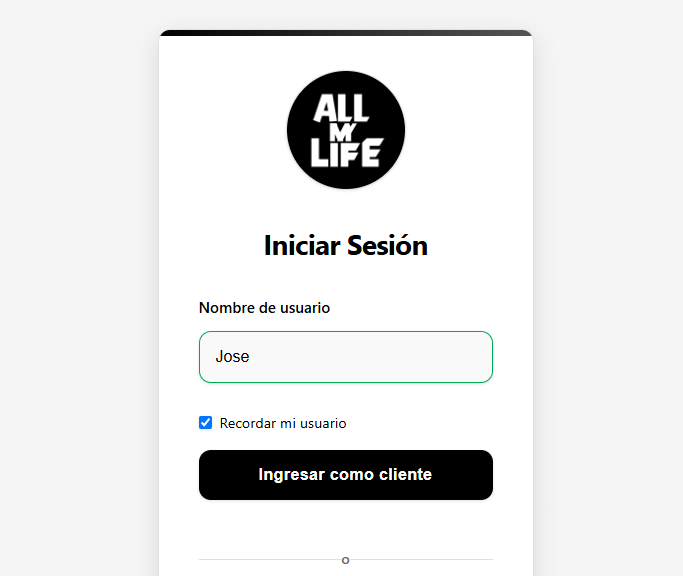 ALL
MY
LIFE
Iniciar Sesión
Nombre de usuario
Jose
Recordar mi usuario
Ingresar como cliente
o